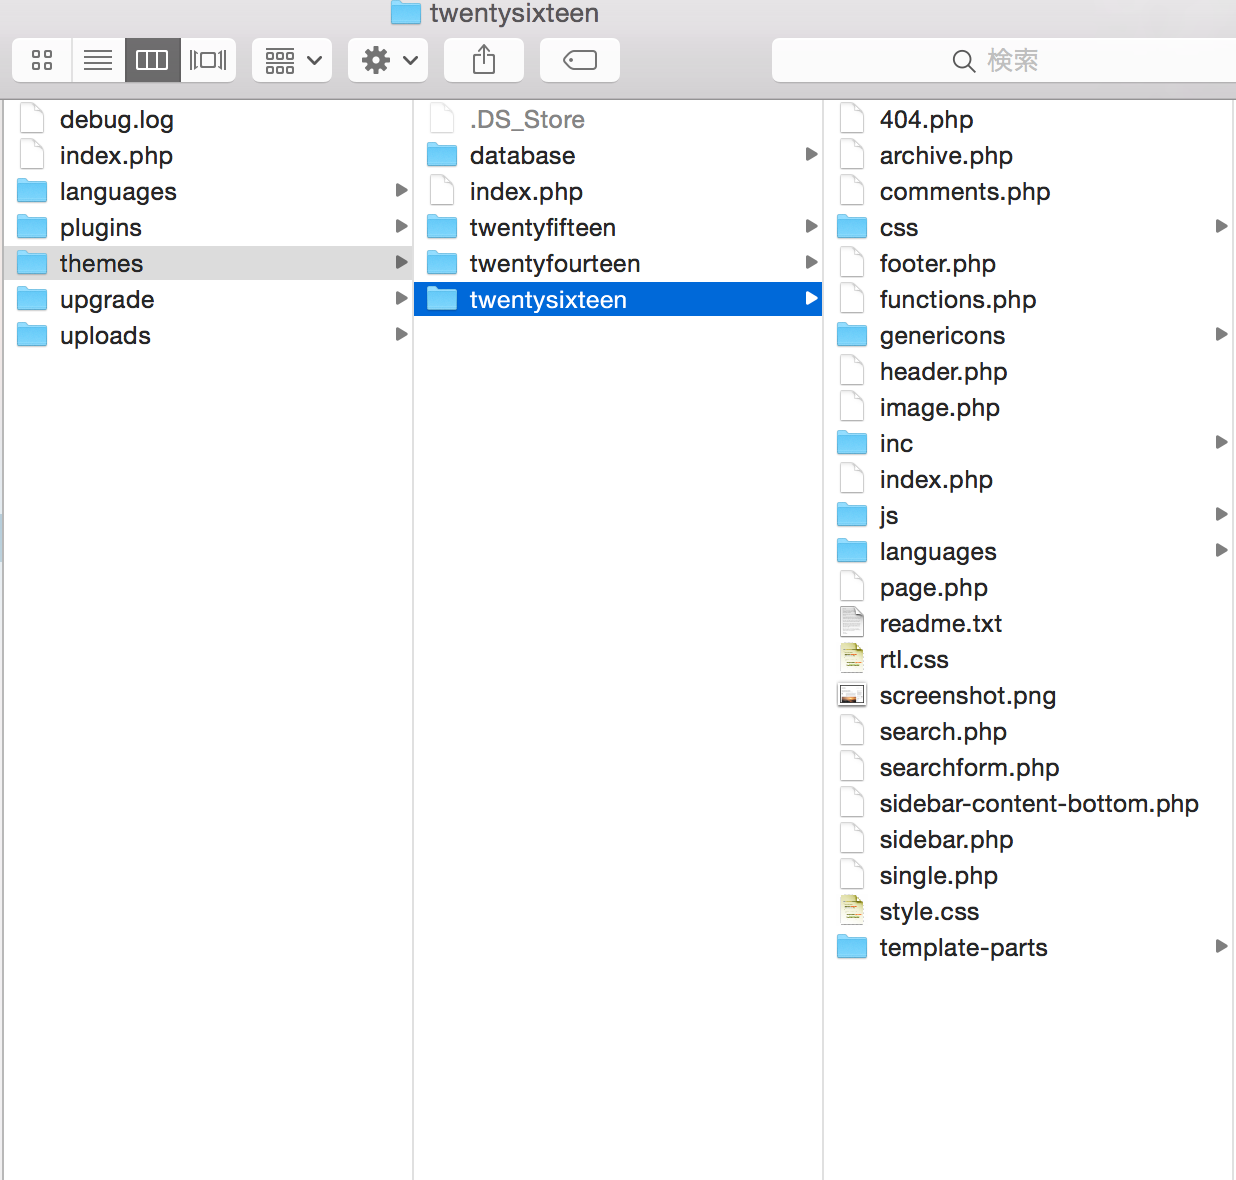 twentysixteen
検索
debug.log
index.php
languages
plugins
themes
upgrade
uploads
.DS_Store
database
index.php
twentyfifteen
twentyfourteen
twentysixteen
404.php
archive.php
comments.php
css
footer.php
functions.php
genericons
header.php
image.php
inc
index.php
js
languages
page.php
readme.txt
rtl.css
screenshot.png
search.php
searchform.php
sidebar-content-bottom.php
sidebar.php
single.php
style.css
template-parts